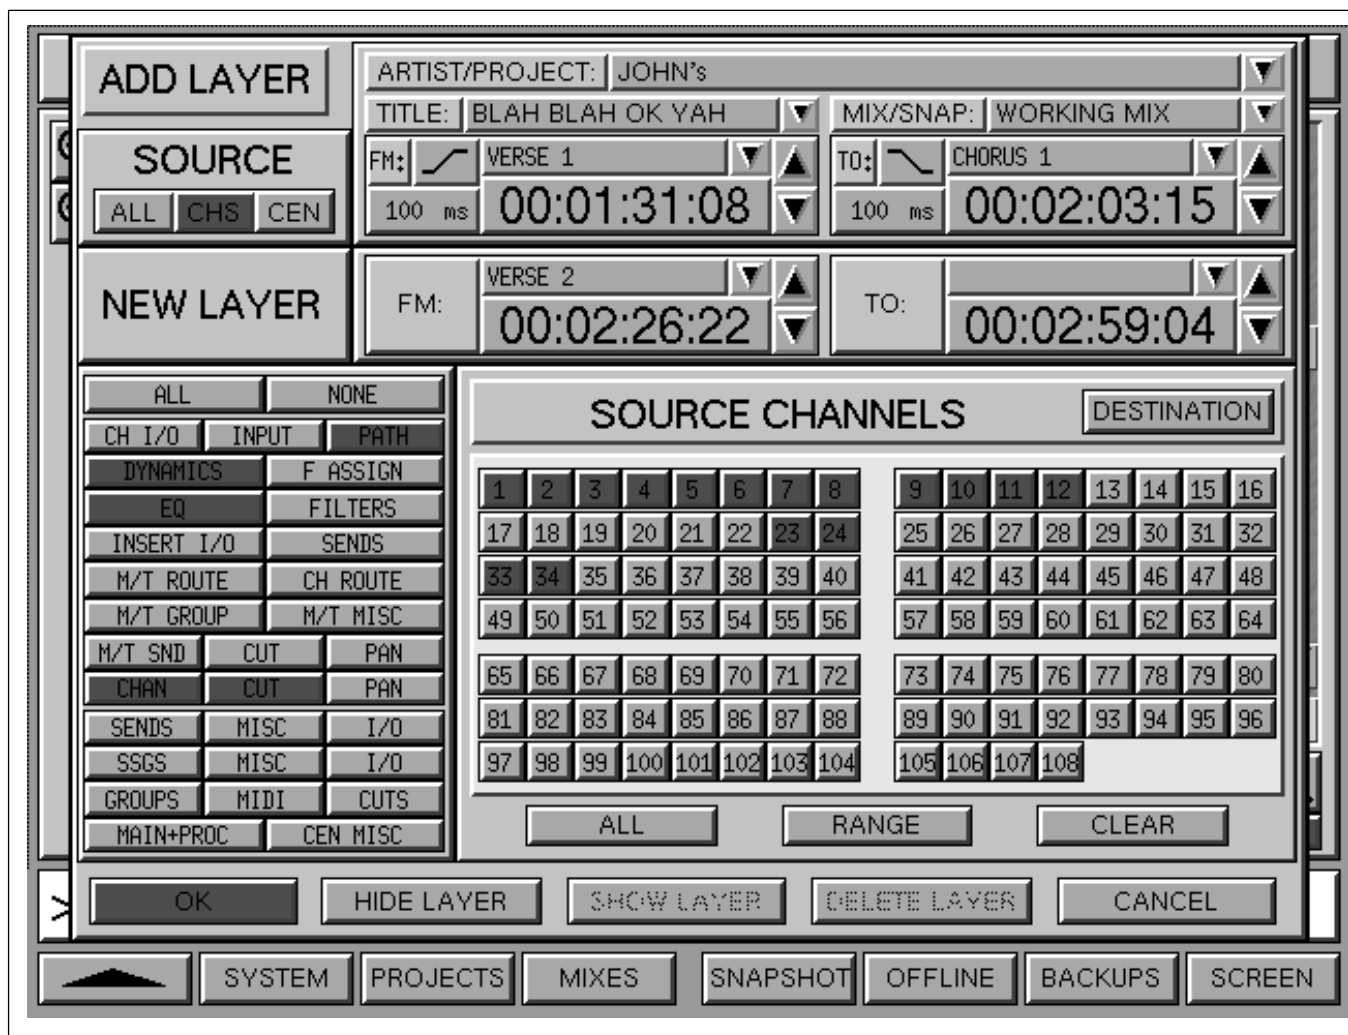 ADD LAYER
ARTIST/PROJECT: JOHN's
TITLE: BLAH BLAH OK YAH
MIX/SNAP: WORKING MIX
SOURCE
ALL CHS CEN
FM: VERSE 1
100 ms 00:01:31:08
TO: CHORUS 1
100 ms 00:02:03:15
NEW LAYER
FM: VERSE 2
00:02:26:22
TO:
00:02:59:04
ALL NONE
CH I/O INPUT PATH
DYNAMICS F ASSIGN
EQ FILTERS
INSERT I/O SENDS
M/T ROUTE CH ROUTE
M/T GROUP M/T MISC
M/T SND CUT PAN
CHAN CUT PAN
SENDS MISC I/O
SSGS MISC I/O
GROUPS MIDI CUTS
MAIN+PROC CEN MISC
SOURCE CHANNELS DESTINATION
1 2 3 4 5 6 7 8 9 10 11 12 13 14 15 16
17 18 19 20 21 22 23 24 25 26 27 28 29 30 31 32
33 34 35 36 37 38 39 40 41 42 43 44 45 46 47 48
49 50 51 52 53 54 55 56 57 58 59 60 61 62 63 64
65 66 67 68 69 70 71 72 73 74 75 76 77 78 79 80
81 82 83 84 85 86 87 88 89 90 91 92 93 94 95 96
97 98 99 100 101 102 103 104 105 106 107 108
ALL RANGE CLEAR
> OK HIDE LAYER SHOW LAYER DELETE LAYER CANCEL
SYSTEM PROJECTS MIXES SNAPSHOT OFFLINE BACKUPS SCREEN